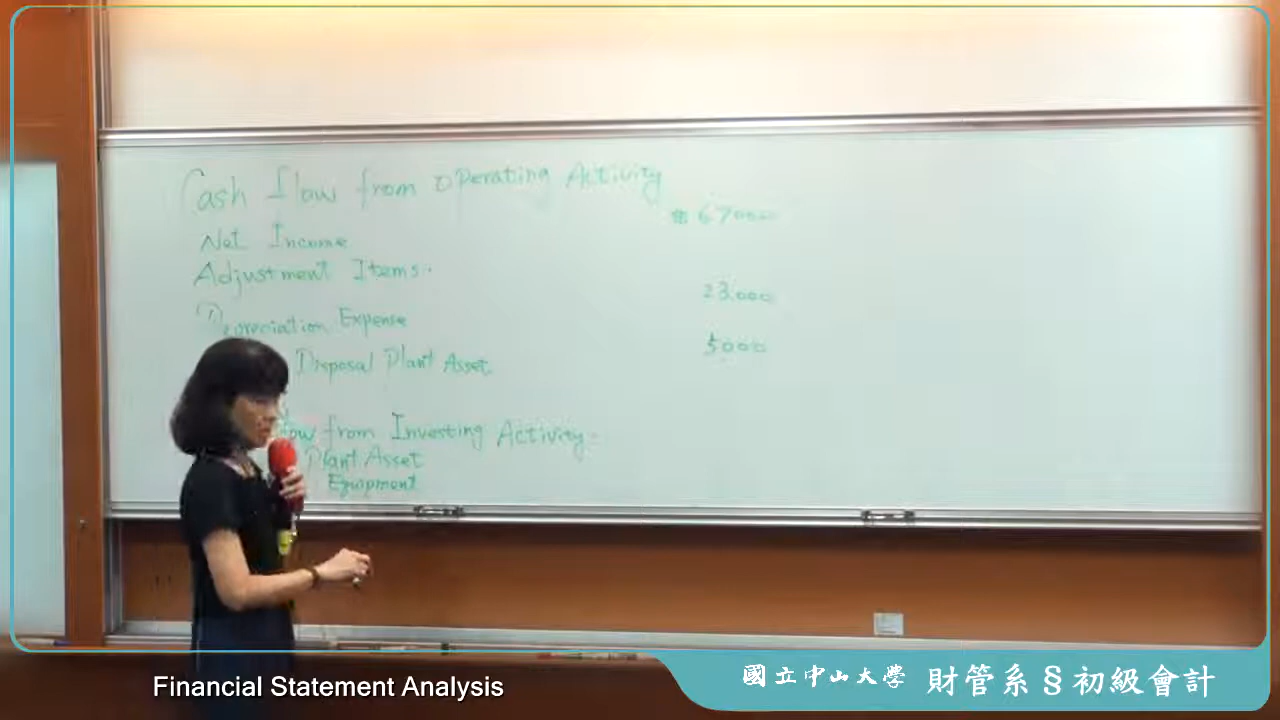 Cash Flow from Operating Activity
Net Income
67000
Adjustment Items:
Depreciation Expense 23000
Disposal Plant Asset 5000
flow from Investing Activity:
Plant Asset
Equipment
Financial Statement Analysis
國立中山大學 財管系§初級會計